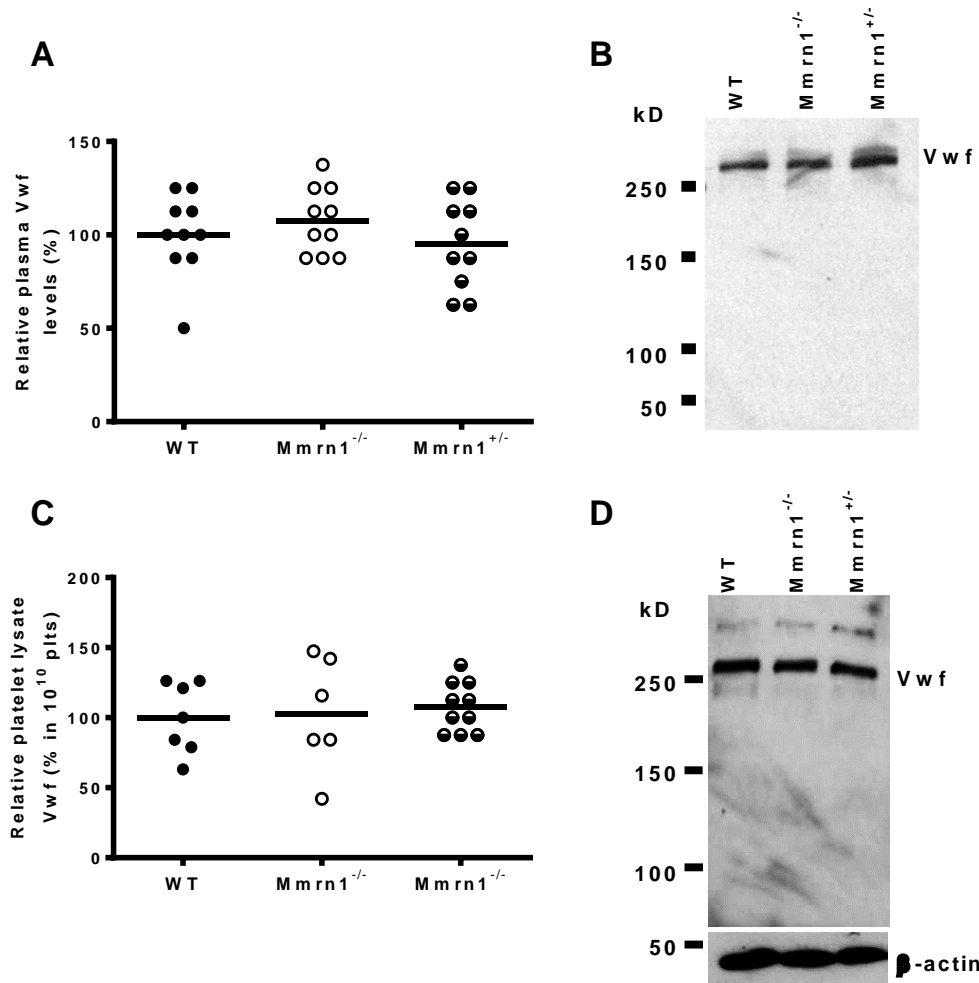 A
Relative plasma Vwf
levels (%)
150
100
50
0
WT
Mmrn1-/-
Mmrn1+/-
B
WT
Mmrn1-/-
Mmrn1+/-
kD
250
150
100
50
Vwf
C
Relative platelet lysate
Vwf (% in 10^10 plts)
200
150
100
50
0
WT
Mmrn1-/-
Mmrn1-/-
D
WT
Mmrn1-/-
Mmrn1+/-
kD
250
150
100
50
Vwf
β-actin